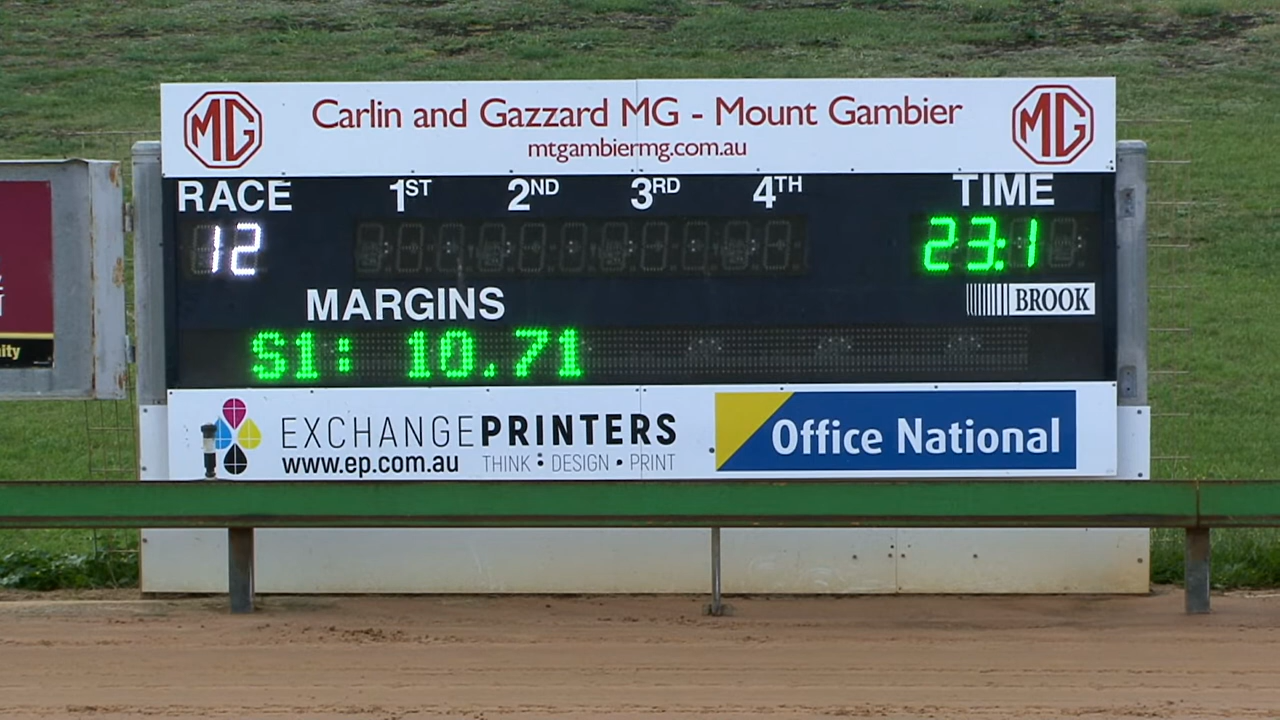 MG Carlin and Gazzard MG - Mount Gambier MG
mtgambiermg.com.au
RACE 1ST 2ND 3RD 4TH TIME
12 23:1
MARGINS BROOK
S1: 10.71
EXCHANGEPRINTERS
www.ep.com.au THINK • DESIGN • PRINT
Office National